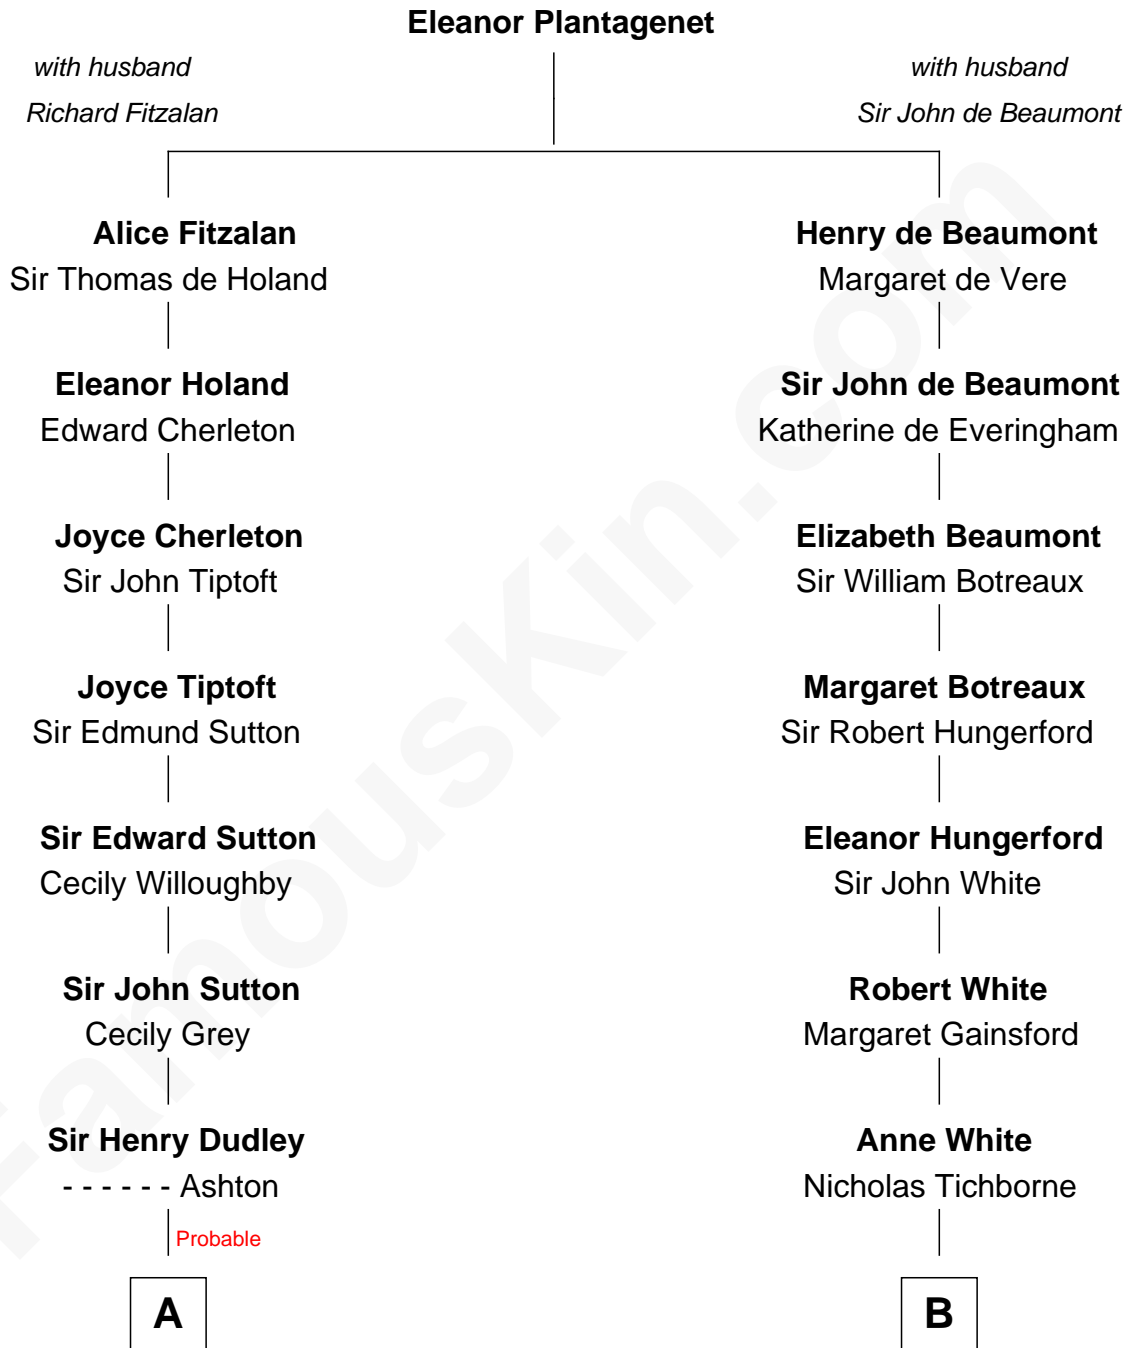 Eleanor Plantagenet
with husband
Richard Fitzalan
with husband
Sir John de Beaumont
Alice Fitzalan
Sir Thomas de Holand
Eleanor Holand
Edward Cherleton
Joyce Cherleton
Sir John Tiptoft
Joyce Tiptoft
Sir Edmund Sutton
Sir Edward Sutton
Cecily Willoughby
Sir John Sutton
Cecily Grey
Sir Henry Dudley
- - - - - - Ashton
Probable
A
Henry de Beaumont
Margaret de Vere
Sir John de Beaumont
Katherine de Everingham
Elizabeth Beaumont
Sir William Botreaux
Margaret Botreaux
Sir Robert Hungerford
Eleanor Hungerford
Sir John White
Robert White
Margaret Gainsford
Anne White
Nicholas Tichborne
B
FamousKin.com